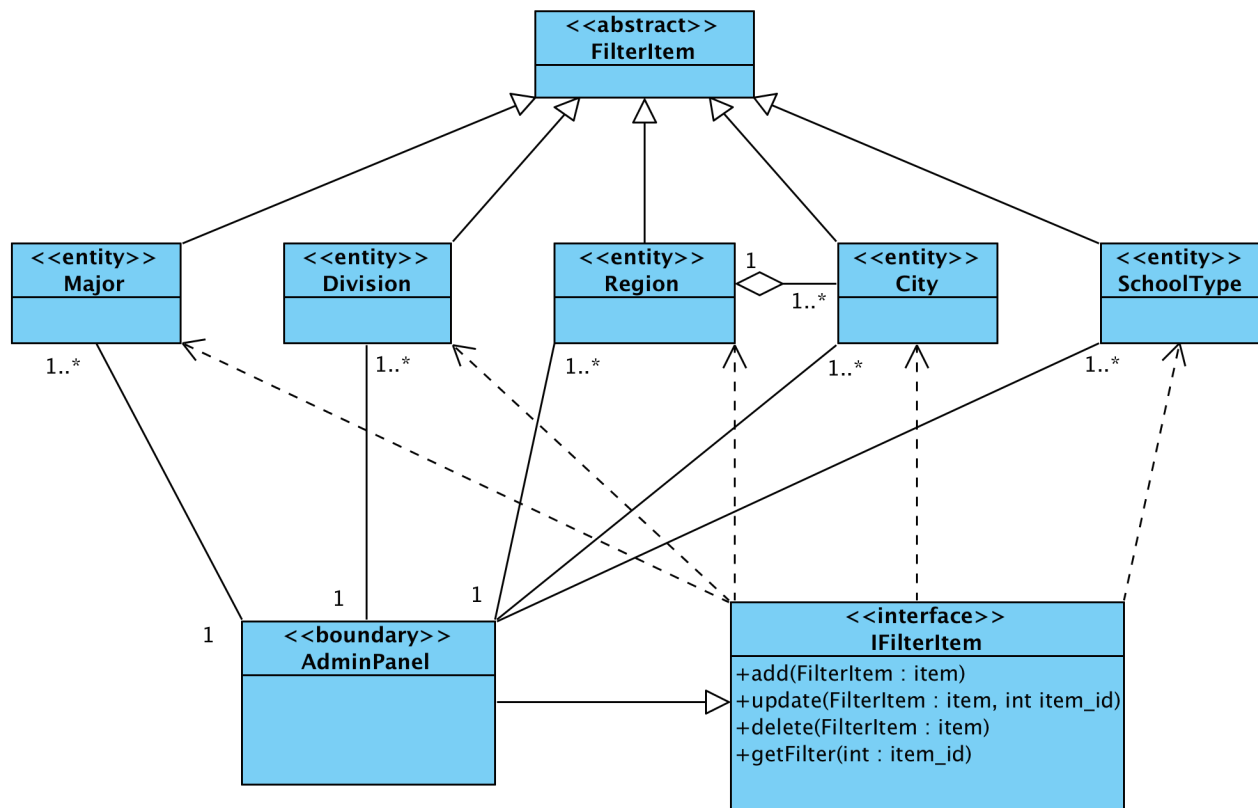 <<abstract>>
FilterItem
<<entity>>
Major
<<entity>>
Division
<<entity>>
Region
<<entity>>
City
<<entity>>
SchoolType
1
1..*
1..*
1..*
1..*
1..*
1..*
1
1
1
<<boundary>>
AdminPanel
<<interface>>
IFilterItem
+add(FilterItem : item)
+update(FilterItem : item, int item_id)
+delete(FilterItem : item)
+getFilter(int : item_id)